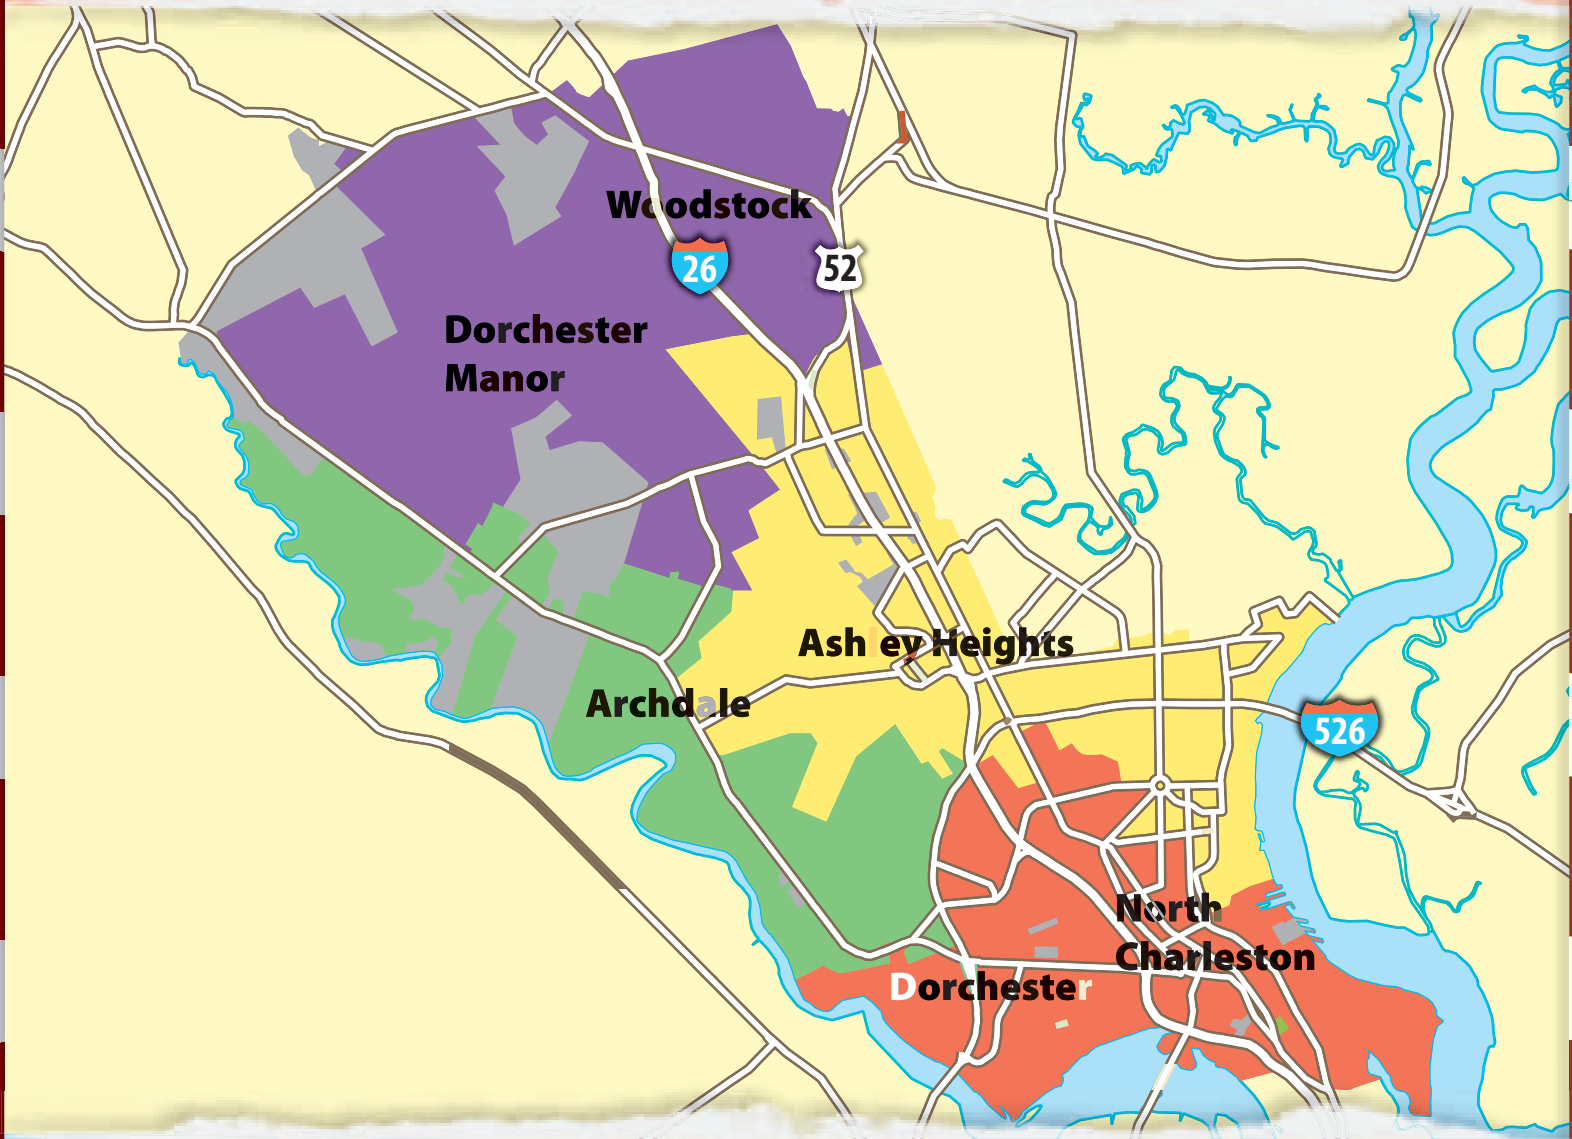 Woodstock
26
52
Dorchester
Manor
Ashley Heights
Archdale
526
North
Charleston
Dorchester